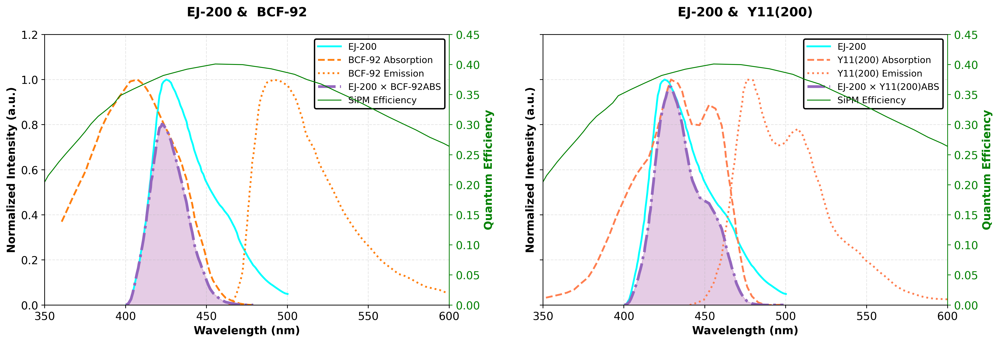 EJ-200 &  BCF-92
1.2
1.0
0.8
0.6
0.4
0.2
0.0
Normalized Intensity (a.u.)
350
400
450
500
550
600
Wavelength (nm)
0.45
0.40
0.35
0.30
0.25
0.20
0.15
0.10
0.05
0.00
Quantum Efficiency
EJ-200
BCF-92 Absorption
BCF-92 Emission
EJ-200 × BCF-92ABS
SiPM Efficiency
EJ-200 &  Y11(200)
Normalized Intensity (a.u.)
350
400
450
500
550
600
Wavelength (nm)
0.45
0.40
0.35
0.30
0.25
0.20
0.15
0.10
0.05
0.00
Quantum Efficiency
EJ-200
Y11(200) Absorption
Y11(200) Emission
EJ-200 × Y11(200)ABS
SiPM Efficiency